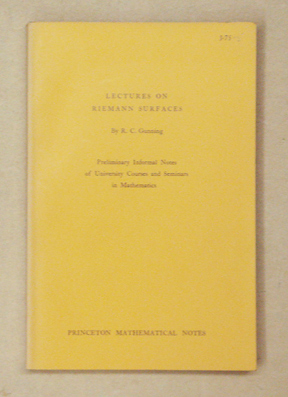 LECTURES ON
RIEMANN SURFACES
By R. C. Gunning
Preliminary Informal Notes
of University Courses and Seminars
in Mathematics
PRINCETON MATHEMATICAL NOTES